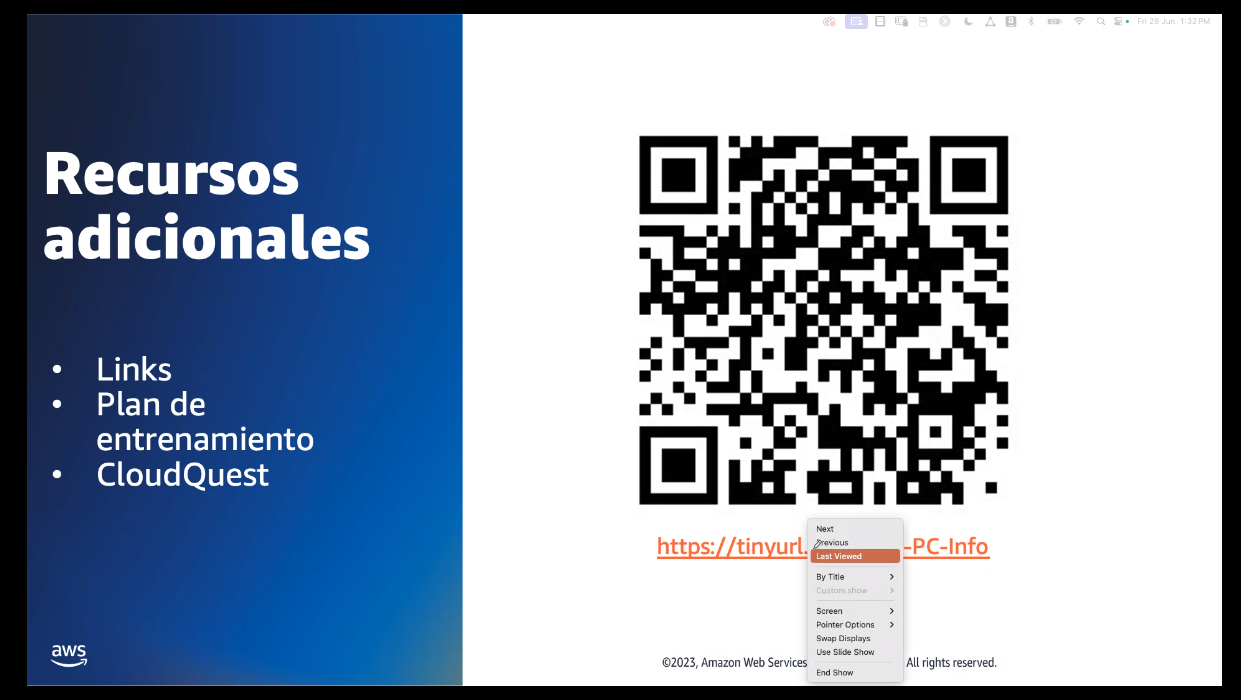 Fri 28 Jun 1:32 PM
Recursos
adicionales
• Links
• Plan de
entrenamiento
• CloudQuest
https://tinyurl. -PC-Info
Next
Previous
Last Viewed
By Title
Custom show
Screen
Pointer Options
Swap Displays
Use Slide Show
End Show
aws
©2023, Amazon Web Services All rights reserved.